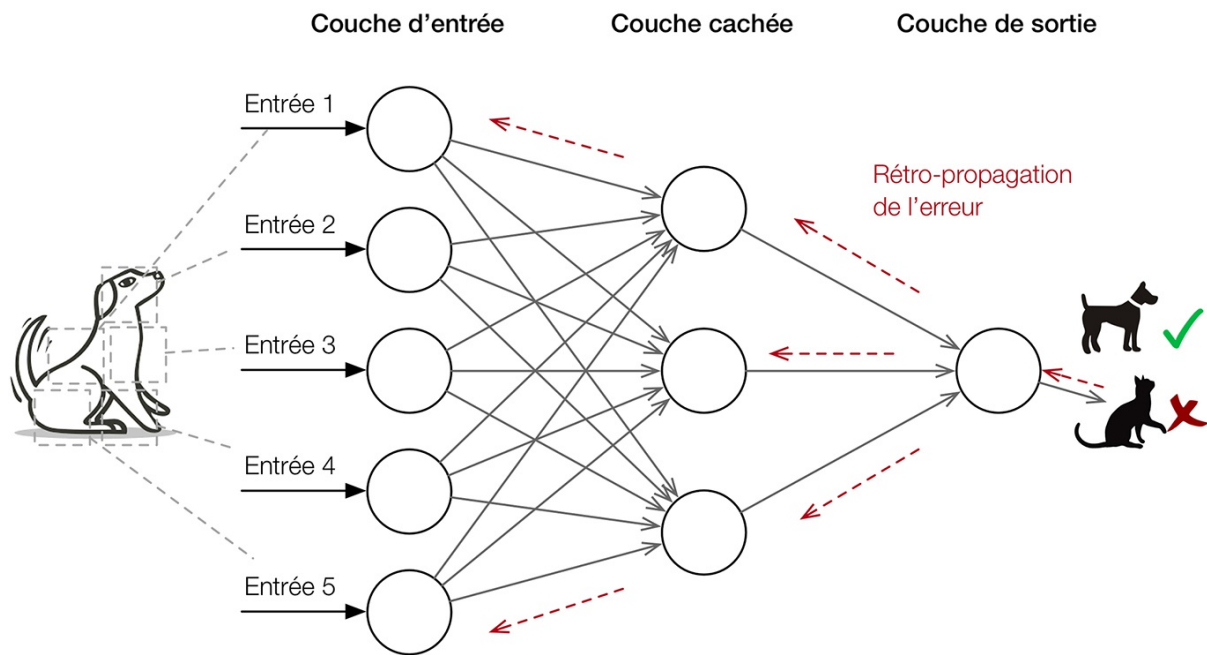 Couche d’entrée
Couche cachée
Couche de sortie
Entrée 1
Entrée 2
Entrée 3
Entrée 4
Entrée 5
Rétro-propagation
de l’erreur